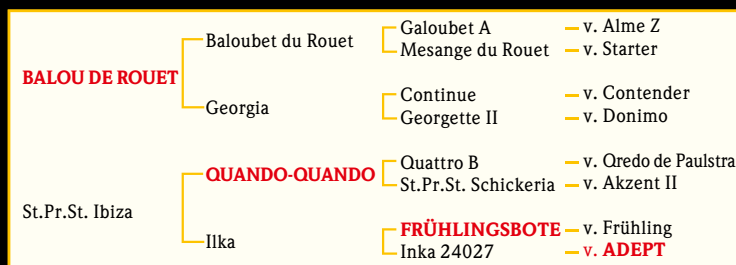 Galoubet A – v. Alme Z
Baloubet du Rouet
Mesange du Rouet – v. Starter
BALOU DE ROUET
Continue – v. Contender
Georgia
Georgette II – v. Donimo
Quattro B – v. Qredo de Paulstra
QUANDO-QUANDO
St.Pr.St. Schickeria – v. Akzent II
St.Pr.St. Ibiza
FRÜHLINGSBOTE – v. Frühling
Ilka
Inka 24027 – v. ADEPT